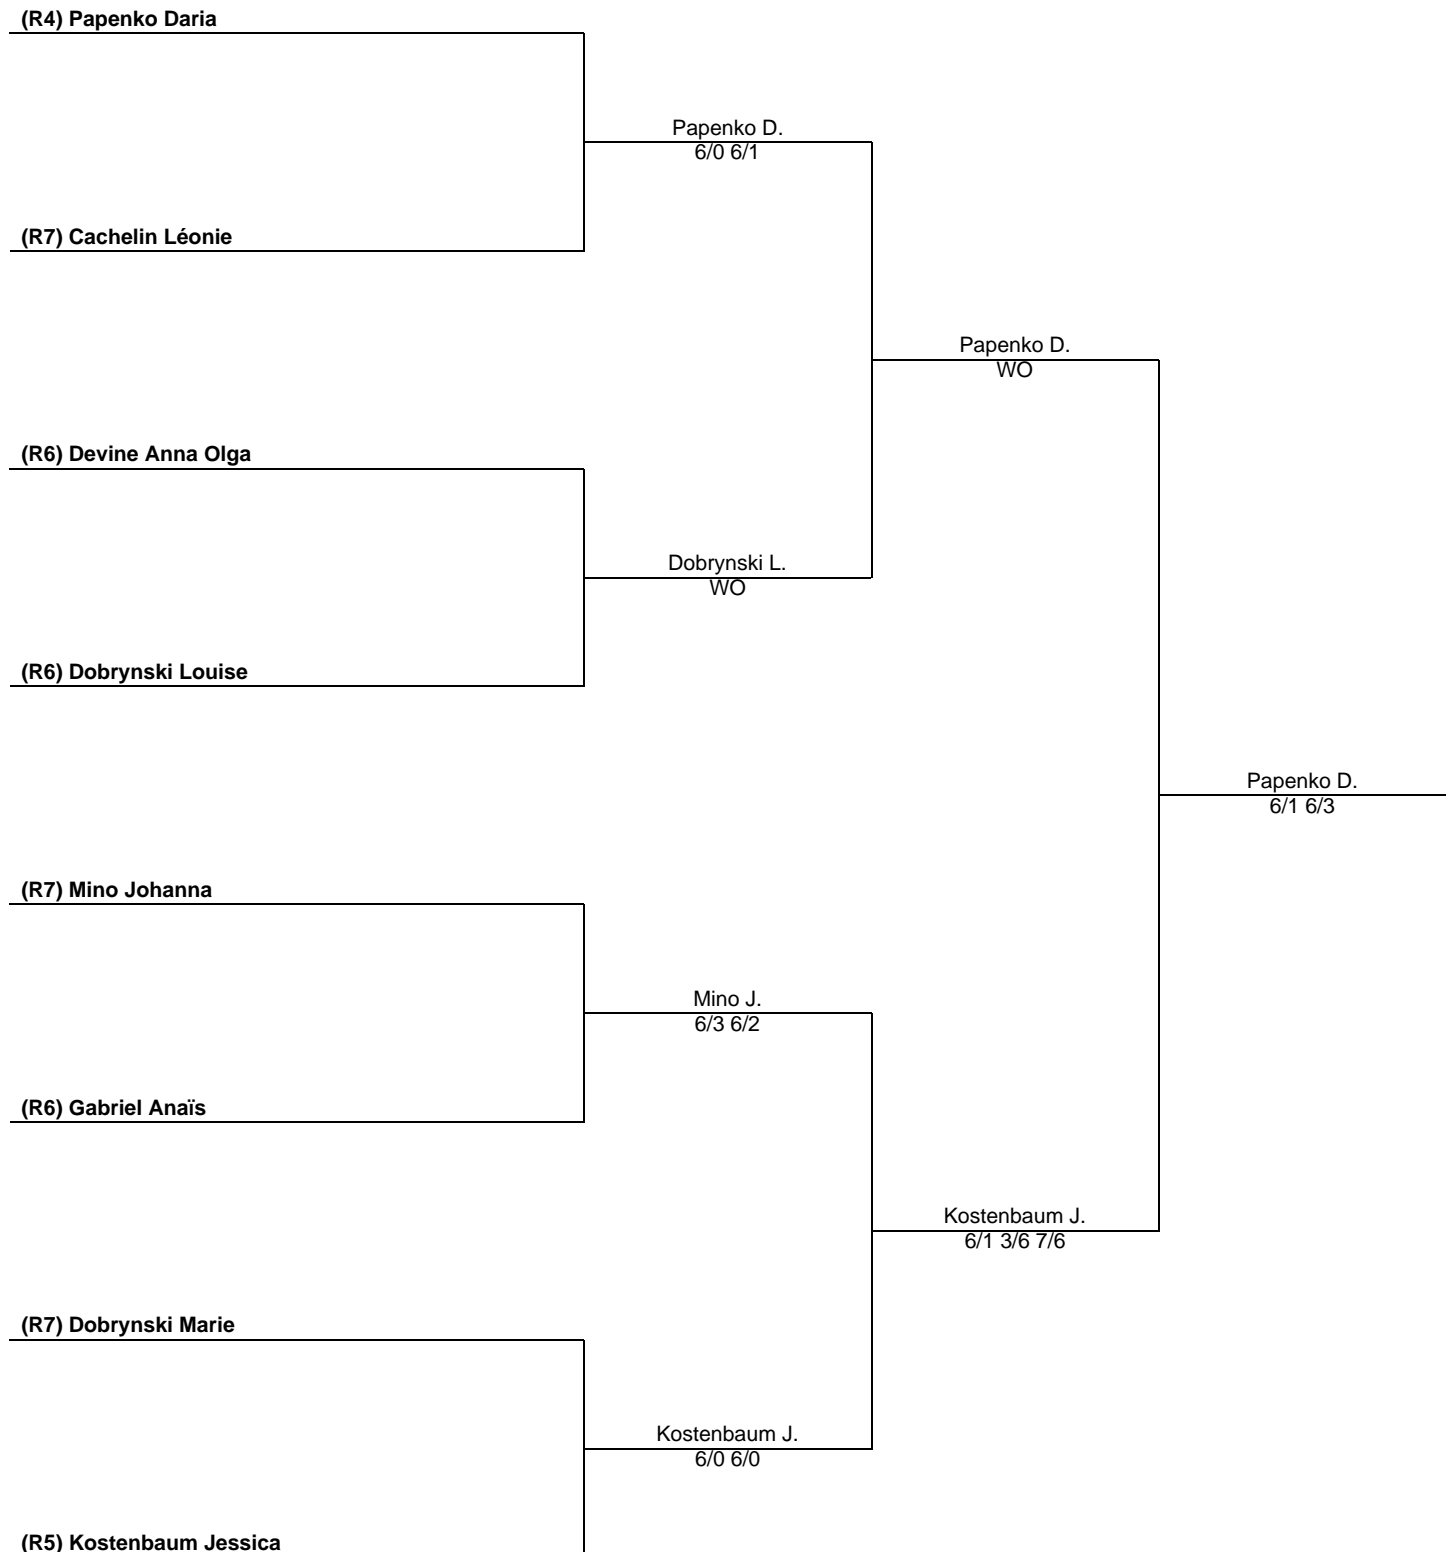 (R4) Papenko Daria
Papenko D.
6/0 6/1
(R7) Cachelin Léonie
Papenko D.
WO
(R6) Devine Anna Olga
Dobrynski L.
WO
(R6) Dobrynski Louise
Papenko D.
6/1 6/3
(R7) Mino Johanna
Mino J.
6/3 6/2
(R6) Gabriel Anaïs
Kostenbaum J.
6/1 3/6 7/6
(R7) Dobrynski Marie
Kostenbaum J.
6/0 6/0
(R5) Kostenbaum Jessica